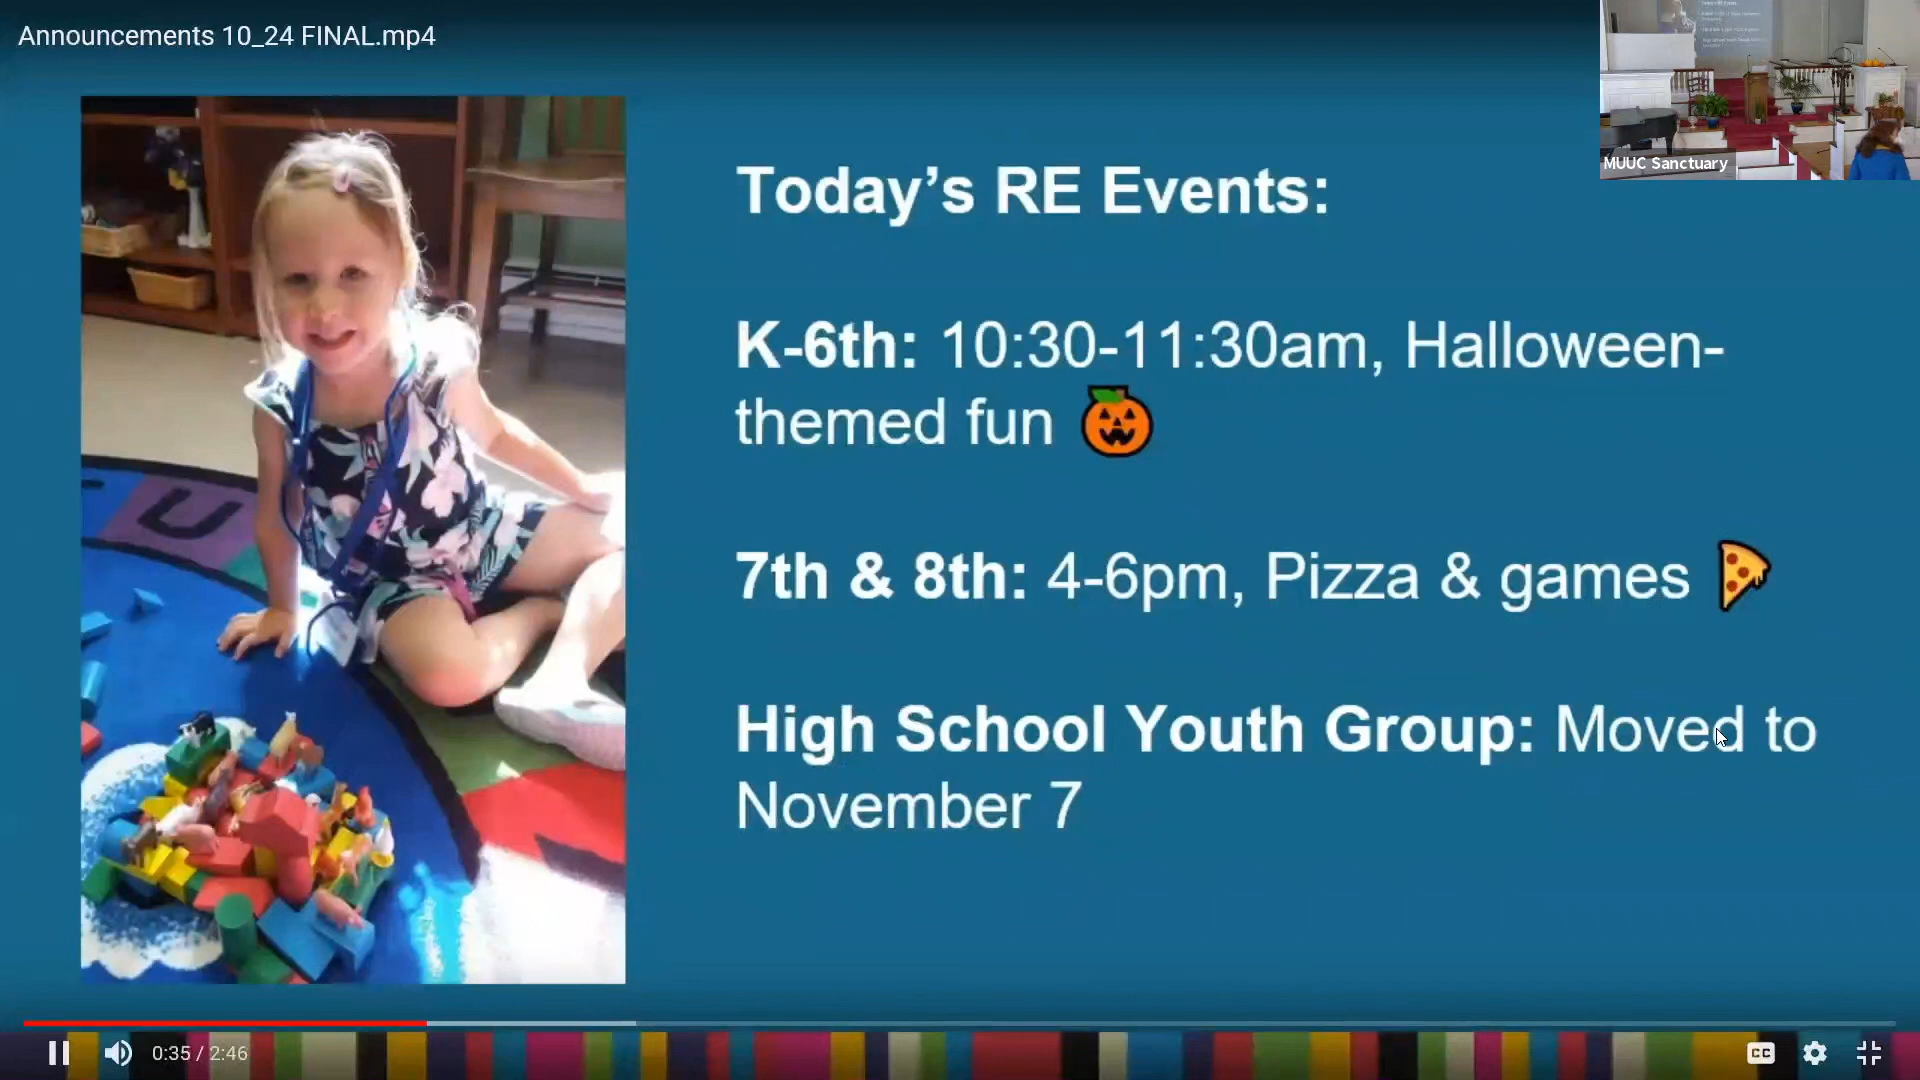 Announcements 10_24 FINAL.mp4
MUUC Sanctuary
Today’s RE Events:
K-6th: 10:30-11:30am, Halloween-
themed fun
7th & 8th: 4-6pm, Pizza & games
High School Youth Group: Moved to
November 7
U
0:35 / 2:46
CC